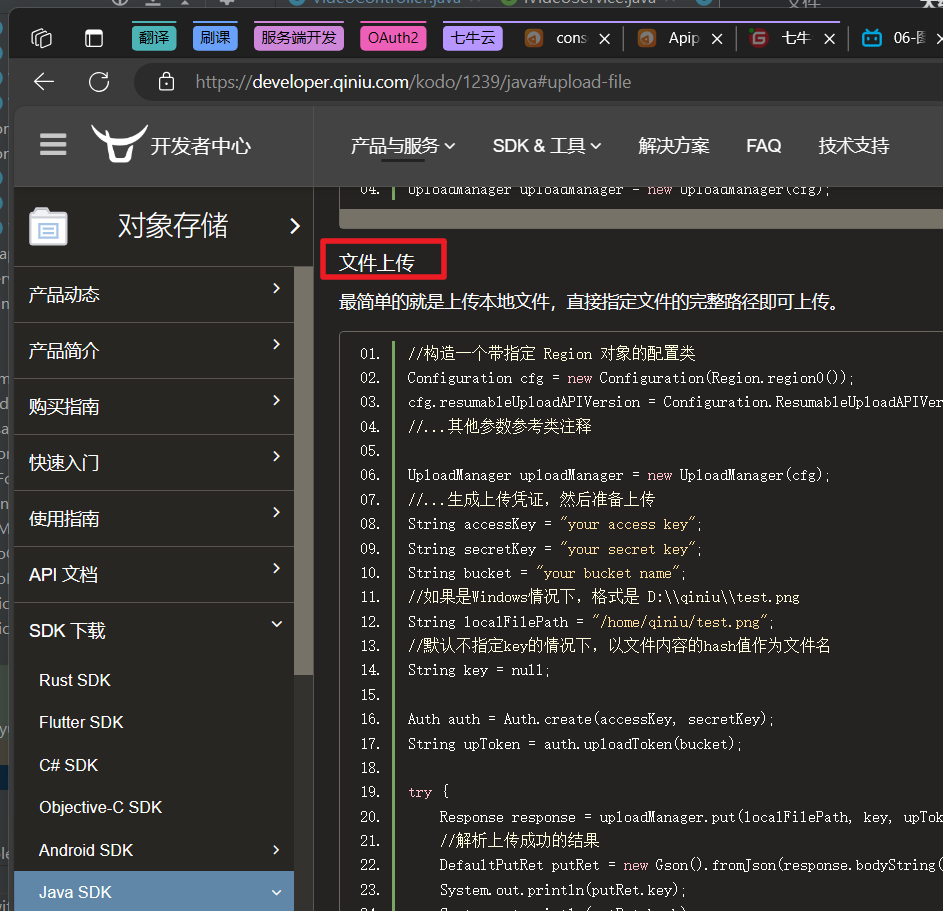 翻译 刷课 服务端开发 OAuth2 七牛云 cons Apip 七牛 06-图
https://developer.qiniu.com/kodo/1239/java#upload-file
开发者中心 产品与服务 SDK & 工具 解决方案 FAQ 技术支持
04. UploadManager uploadManager = new UploadManager(cfg);
对象存储
产品动态
产品简介
购买指南
快速入门
使用指南
API 文档
SDK 下载
Rust SDK
Flutter SDK
C# SDK
Objective-C SDK
Android SDK
Java SDK
文件上传
最简单的就是上传本地文件，直接指定文件的完整路径即可上传。
01. //构造一个带指定 Region 对象的配置类
02. Configuration cfg = new Configuration(Region.region0());
03. cfg.resumableUploadAPIVersion = Configuration.ResumableUploadAPIVer
04. //...其他参数参考类注释
05.
06. UploadManager uploadManager = new UploadManager(cfg);
07. //...生成上传凭证，然后准备上传
08. String accessKey = "your access key";
09. String secretKey = "your secret key";
10. String bucket = "your bucket name";
11. //如果是Windows情况下，格式是 D:\\qiniu\\test.png
12. String localFilePath = "/home/qiniu/test.png";
13. //默认不指定key的情况下，以文件内容的hash值作为文件名
14. String key = null;
15.
16. Auth auth = Auth.create(accessKey, secretKey);
17. String upToken = auth.uploadToken(bucket);
18.
19. try {
20. Response response = uploadManager.put(localFilePath, key, upTok
21. //解析上传成功的结果
22. DefaultPutRet putRet = new Gson().fromJson(response.bodyString(
23. System.out.println(putRet.key);